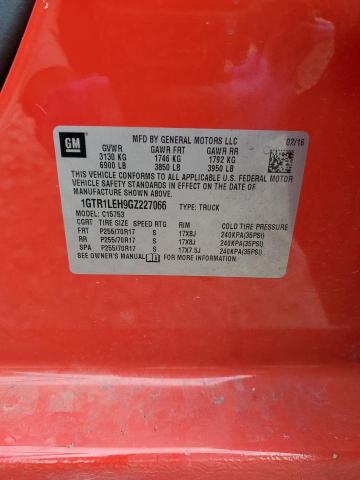 GM
MFD BY GENERAL MOTORS LLC
02/16
GVWR GAWR FRT GAWR RR
3130 KG 1746 KG 1792 KG
6900 LB 3850 LB 3950 LB
THIS VEHICLE CONFORMS TO ALL APPLICABLE U.S. FEDERAL MOTOR
VEHICLE SAFETY STANDARDS IN EFFECT ON THE DATE OF
MANUFACTURE SHOWN ABOVE.
1GTR1LEH9GZ227066 TYPE: TRUCK
MODEL: C15753
CGRT TIRE SIZE SPEED RTG RIM COLD TIRE PRESSURE
FRT P255/70R17 S 17X8J 240KPA(35PSI)
RR P255/70R17 S 17X8J 240KPA(35PSI)
SPA P255/70R17 S 17X7.5J 240KPA(35PSI)
SEE OWNER'S MANUAL FOR MORE INFORMATION.